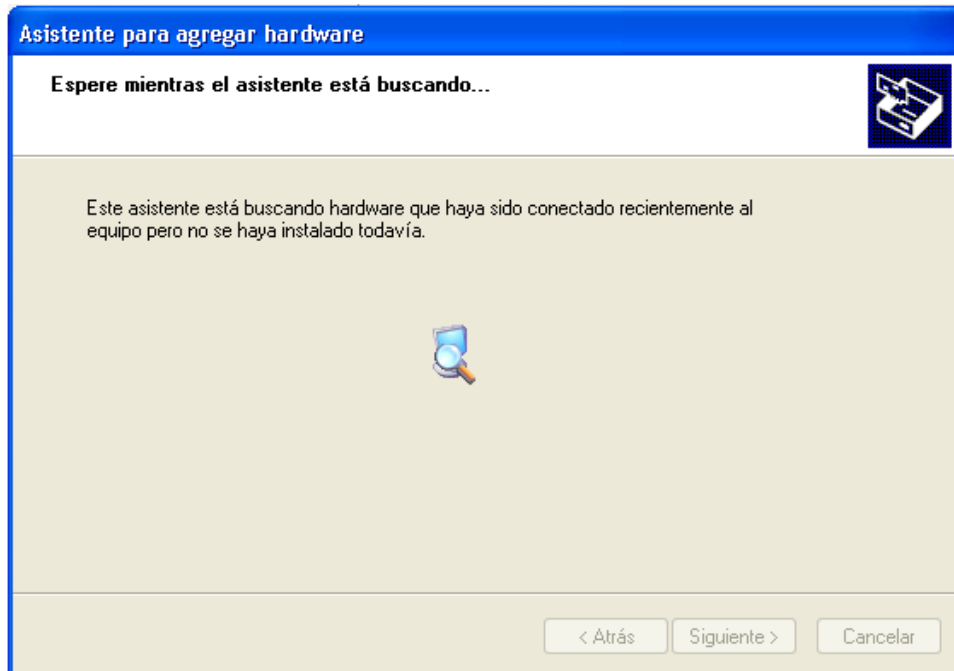 Asistente para agregar hardware
Espere mientras el asistente está buscando...
Este asistente está buscando hardware que haya sido conectado recientemente al
equipo pero no se haya instalado todavía.
< Atrás Siguiente > Cancelar